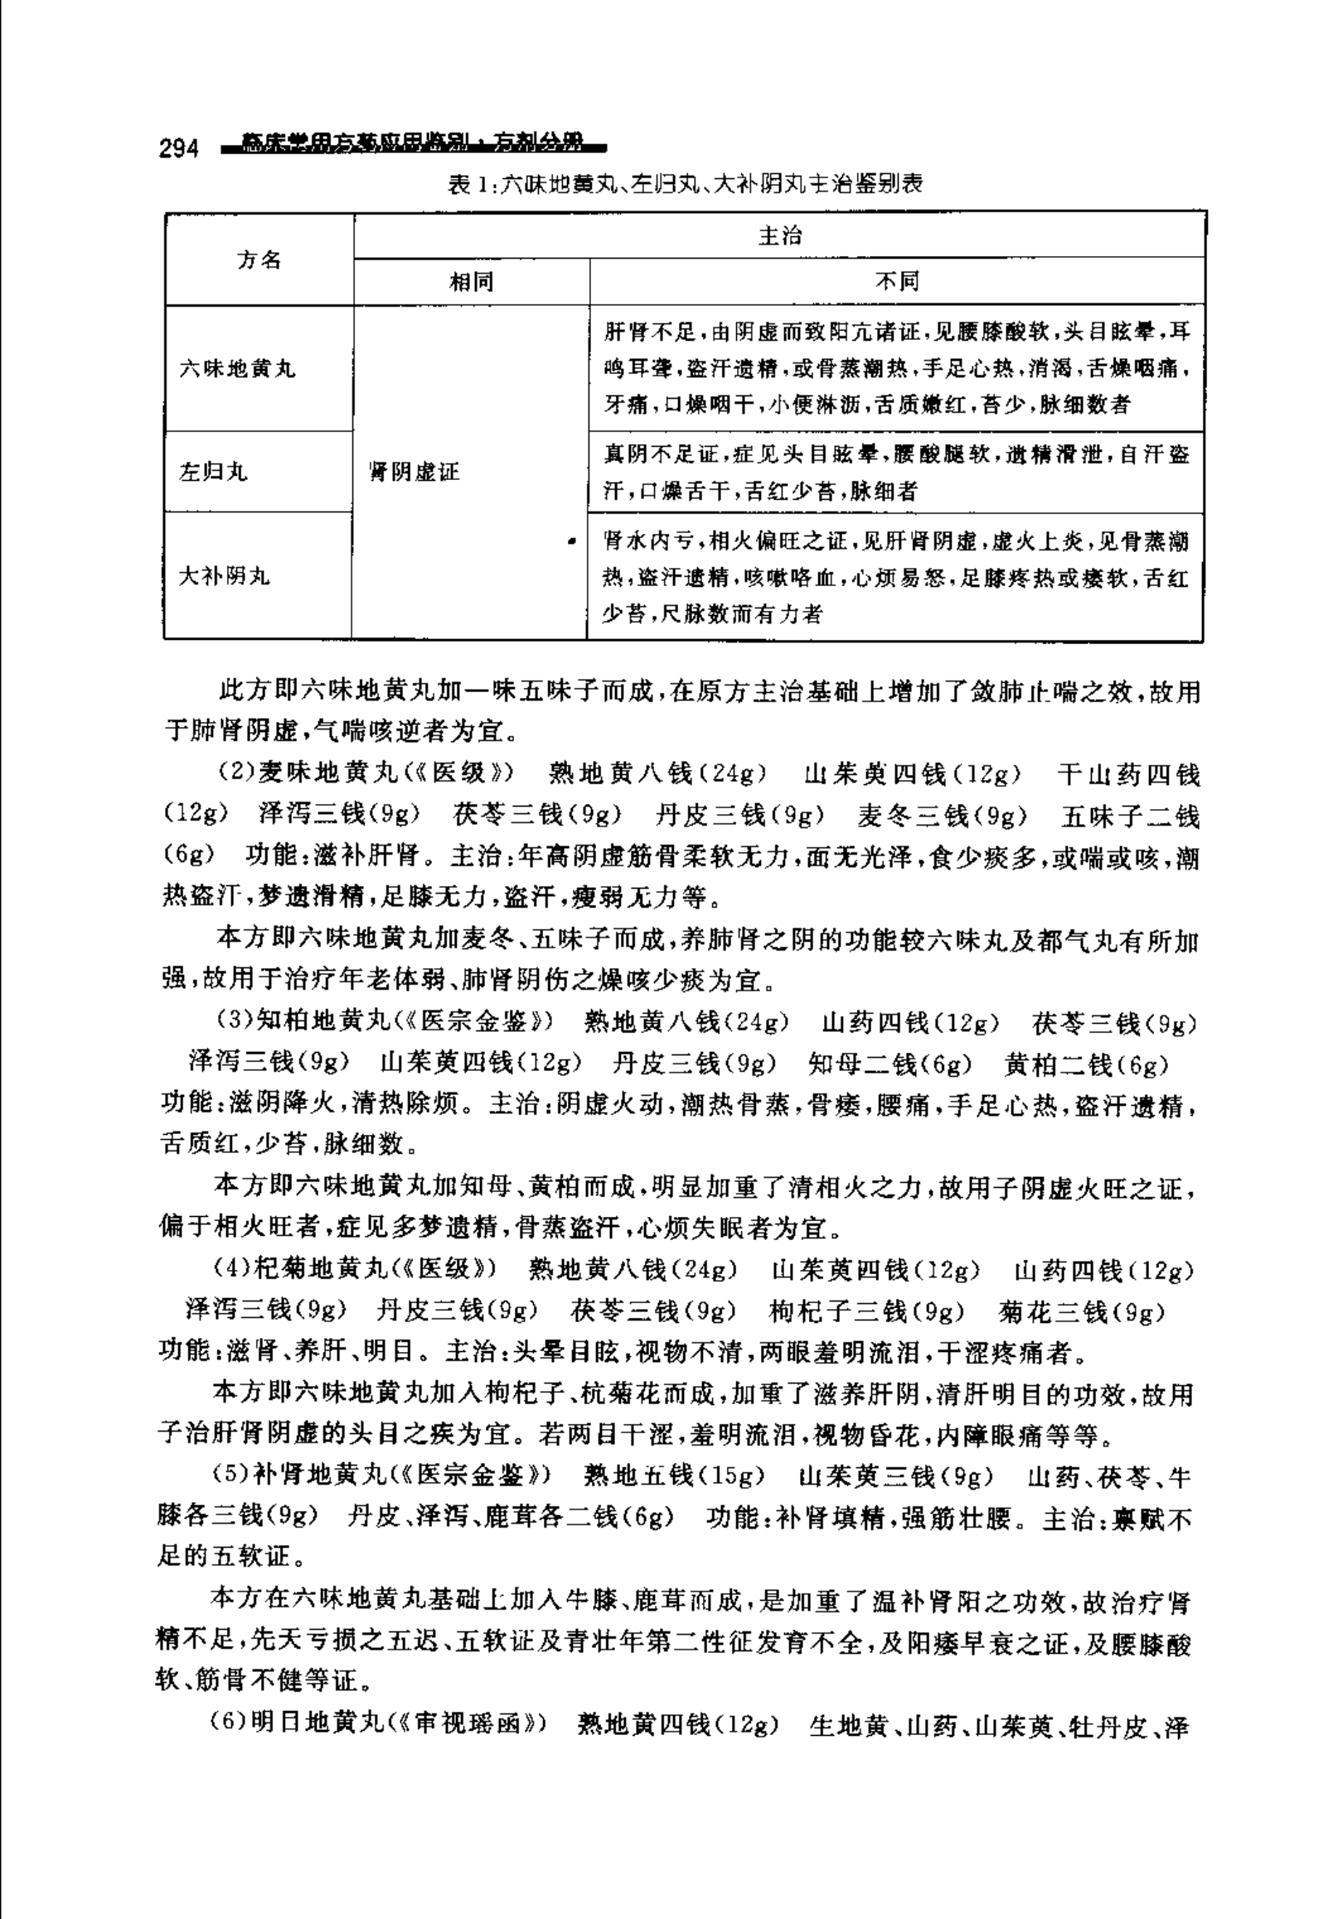 294 临床常用方药应用鉴别·方剂分册
表1:六味地黄丸、左归丸、大补阴丸主治鉴别表
方名
主治
相同
不同
六味地黄丸
肾阴虚证
肝肾不足,由阴虚而致阳亢诸证,见腰膝酸软,头目眩晕,耳
鸣耳聋,盗汗遗精,或骨蒸潮热,手足心热,消渴,舌燥咽痛,
牙痛,口燥咽干,小便淋沥,舌质嫩红,苔少,脉细数者
左归丸
真阴不足证,症见头目眩晕,腰酸腿软,遗精滑泄,自汗盗
汗,口燥舌干,舌红少苔,脉细者
大补阴丸
肾水内亏,相火偏旺之证,见肝肾阴虚,虚火上炎,见骨蒸潮
热,盗汗遗精,咳嗽咯血,心烦易怒,足膝疼热或痿软,舌红
少苔,尺脉数而有力者
此方即六味地黄丸加一味五味子而成,在原方主治基础上增加了敛肺止喘之效,故用
于肺肾阴虚,气喘咳逆者为宜。
(2)麦味地黄丸(《医级》) 熟地黄八钱(24g) 山茱萸四钱(12g) 干山药四钱
(12g) 泽泻三钱(9g) 茯苓三钱(9g) 丹皮三钱(9g) 麦冬三钱(9g) 五味子二钱
(6g) 功能:滋补肝肾。主治:年高阴虚筋骨柔软无力,面无光泽,食少痰多,或喘或咳,潮
热盗汗,梦遗滑精,足膝无力,盗汗,瘦弱无力等。
本方即六味地黄丸加麦冬、五味子而成,养肺肾之阴的功能较六味丸及都气丸有所加
强,故用于治疗年老体弱、肺肾阴伤之燥咳少痰为宜。
(3)知柏地黄丸(《医宗金鉴》) 熟地黄八钱(24g) 山药四钱(12g) 茯苓三钱(9g)
泽泻三钱(9g) 山茱萸四钱(12g) 丹皮三钱(9g) 知母二钱(6g) 黄柏二钱(6g)
功能:滋阴降火,清热除烦。主治:阴虚火动,潮热骨蒸,骨痿,腰痛,手足心热,盗汗遗精,
舌质红,少苔,脉细数。
本方即六味地黄丸加知母、黄柏而成,明显加重了清相火之力,故用子阴虚火旺之证,
偏于相火旺者,症见多梦遗精,骨蒸盗汗,心烦失眠者为宜。
(4)杞菊地黄丸(《医级》) 熟地黄八钱(24g) 山茱萸四钱(12g) 山药四钱(12g)
泽泻三钱(9g) 丹皮三钱(9g) 茯苓三钱(9g) 枸杞子三钱(9g) 菊花三钱(9g)
功能:滋肾、养肝、明目。主治:头晕目眩,视物不清,两眼羞明流泪,干涩疼痛者。
本方即六味地黄丸加入枸杞子、杭菊花而成,加重了滋养肝阴,清肝明目的功效,故用
子治肝肾阴虚的头目之疾为宜。若两目干涩,羞明流泪,视物昏花,内障眼痛等等。
(5)补肾地黄丸(《医宗金鉴》) 熟地五钱(15g) 山茱萸三钱(9g) 山药、茯苓、牛
膝各三钱(9g) 丹皮、泽泻、鹿茸各二钱(6g) 功能:补肾填精,强筋壮腰。主治:禀赋不
足的五软证。
本方在六味地黄丸基础上加入牛膝、鹿茸而成,是加重了温补肾阳之功效,故治疗肾
精不足,先天亏损之五迟、五软证及青壮年第二性征发育不全,及阳痿早衰之证,及腰膝酸
软、筋骨不健等证。
(6)明目地黄丸(《审视瑶函》) 熟地黄四钱(12g) 生地黄、山药、山茱萸、牡丹皮、泽